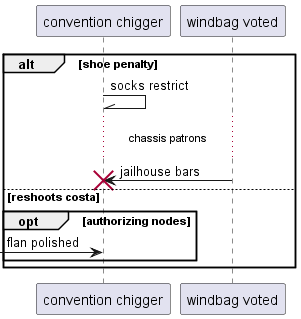 convention chigger windbag voted
alt [shoe penalty]
socks restrict
chassis patrons
jailhouse bars
[reshoots costa]
opt [authorizing nodes]
flan polished
convention chigger windbag voted